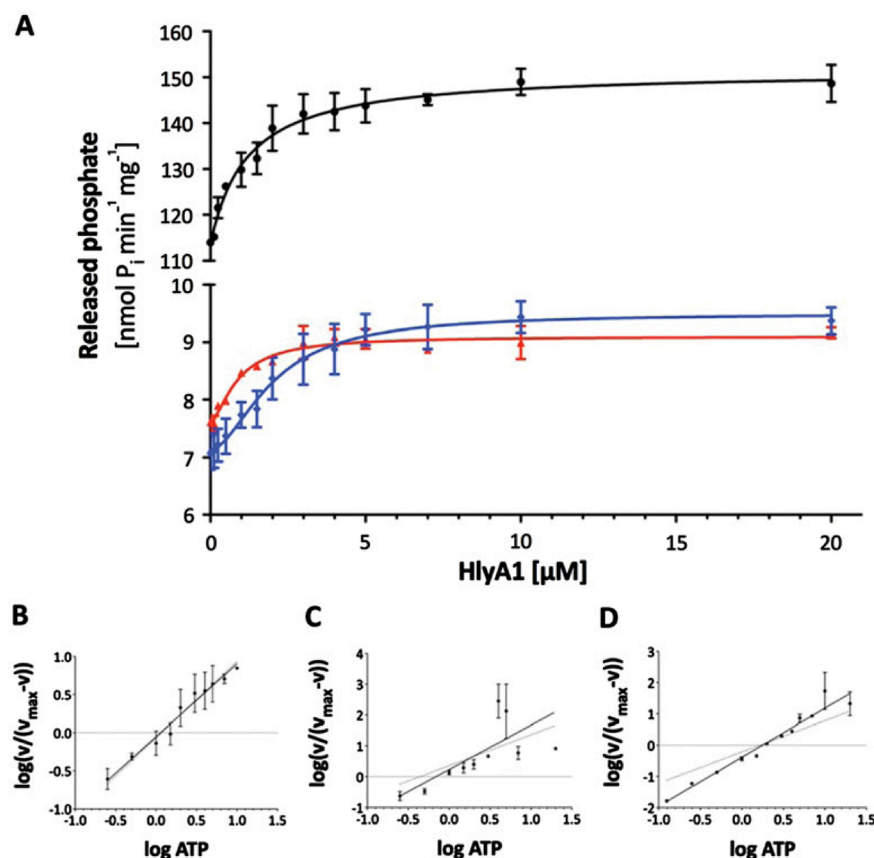 A
Released phosphate
[nmol Pi min⁻¹ mg⁻¹]
160
150
140
130
120
110
10
9
8
7
6
0 5 10 15 20
HlyA1 [µM]
B
log(v/(vmax-v))
1.0
0.5
0.0
-0.5
-1.0
-1.0 -0.5 0.0 0.5 1.0 1.5
log ATP
C
log(v/(vmax-v))
4
3
2
1
0
-1
-1.0 -0.5 0.0 0.5 1.0 1.5
log ATP
D
log(v/(vmax-v))
3
2
1
0
-1
-2
-1.0 -0.5 0.0 0.5 1.0 1.5
log ATP